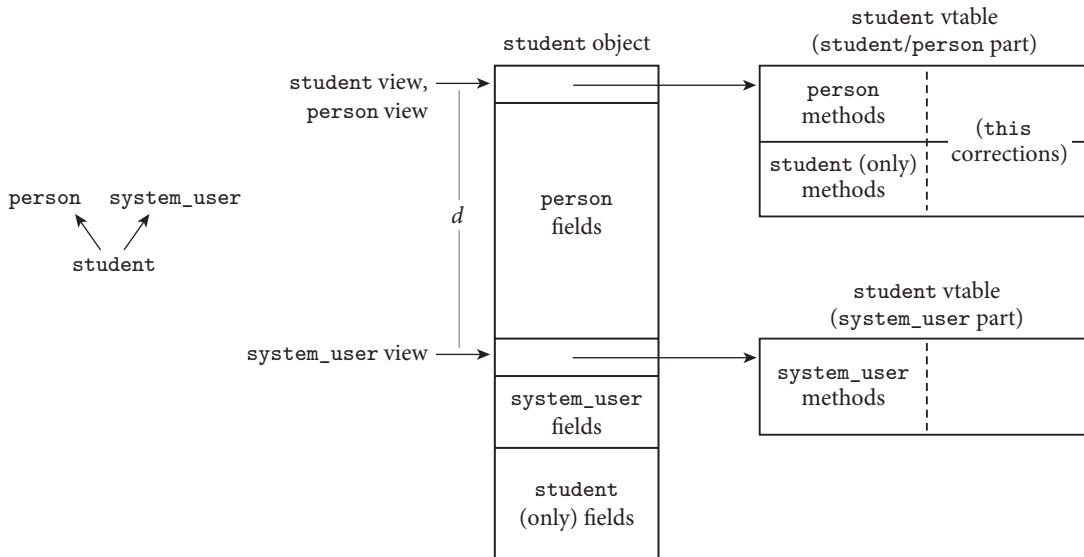 person system_user
student
student view,
person view
d
system_user view
student object
person
fields
system_user
fields
student
(only) fields
student vtable
(student/person part)
person
methods
student (only)
methods
(this
corrections)
student vtable
(system_user part)
system_user
methods